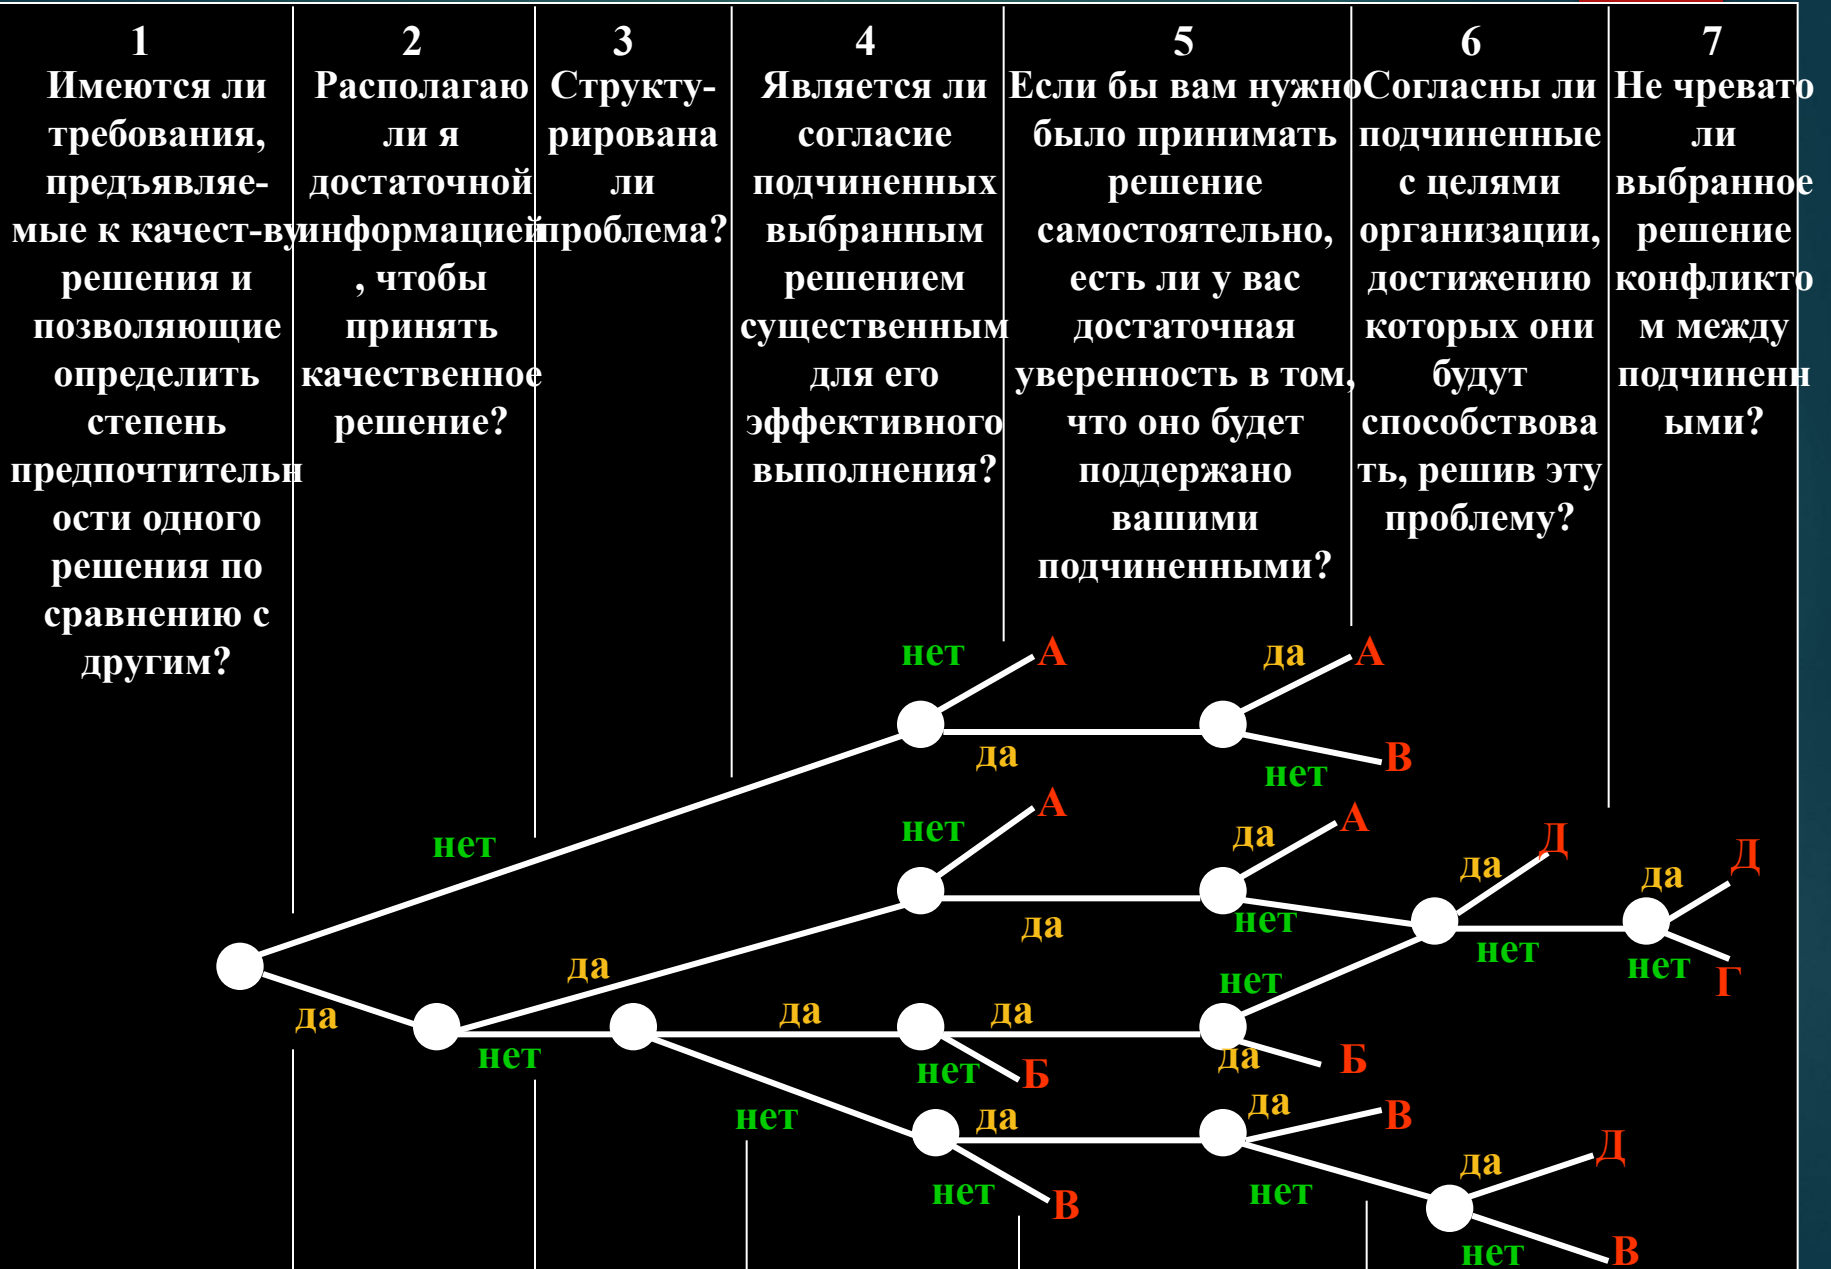 1
Имеются ли
требования,
предъявляе-
мые к качест-ву
решения и
позволяющие
определить
степень
предпочтительн
ости одного
решения по
сравнению с
другим?
2
Располагаю
ли я
достаточной
информацией
, чтобы
принять
качественное
решение?
3
Структу-
рирована
ли
проблема?
4
Является ли
согласие
подчиненных
выбранным
решением
существенным
для его
эффективного
выполнения?
5
Если бы вам нужно
было принимать
решение
самостоятельно,
есть ли у вас
достаточная
уверенность в том,
что оно будет
поддержано
вашими
подчиненными?
6
Согласны ли
подчиненные
с целями
организации,
достижению
которых они
будут
способствова
ть, решив эту
проблему?
7
Не чревато
ли
выбранное
решение
конфликто
м между
подчиненн
ыми?
нет
А
да
А
да
нет
В
нет
нет
А
да
А
да
нет
да
Д
да
Д
нет
нет
Г
да
да
нет
да
да
нет
нет
Б
да
Б
нет
да
да
В
нет
В
нет
да
Д
нет
В